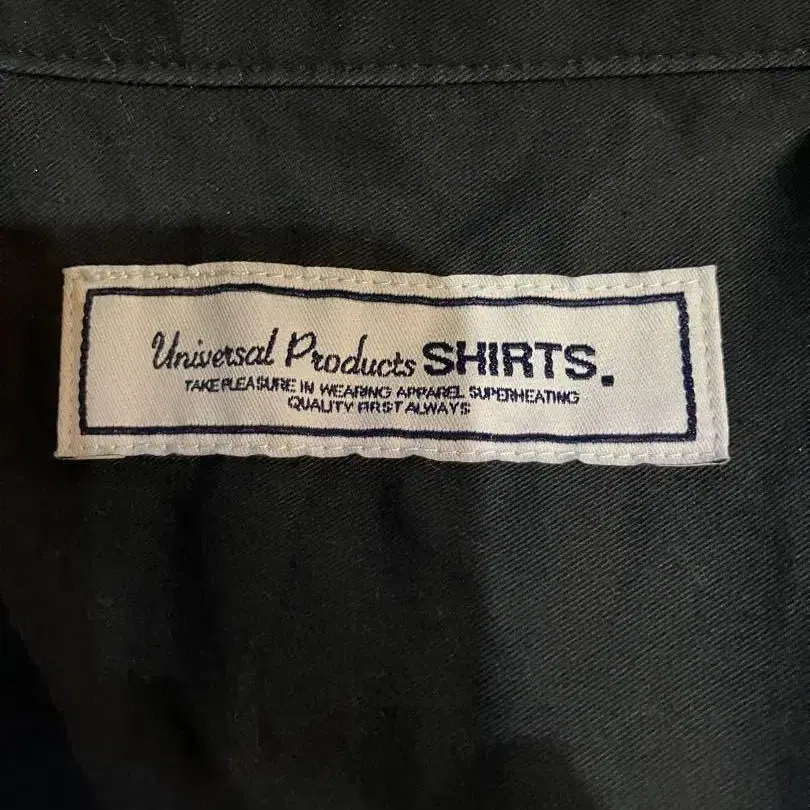 Universal Products SHIRTS.
TAKE PLEASURE IN WEARING APPAREL SUPERHEATING
QUALITY FIRST ALWAYS